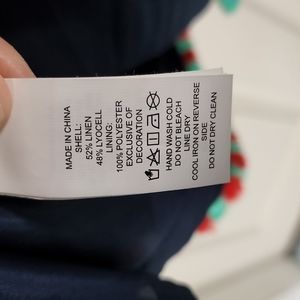 MADE IN CHINA
SHELL:
52% LINEN
48% LYOCELL
LINING:
100% POLYESTER
EXCLUSIVE OF
DECORATION
HAND WASH COLD
DO NOT BLEACH
LINE DRY
COOL IRON ON REVERSE
SIDE
DO NOT DRY CLEAN